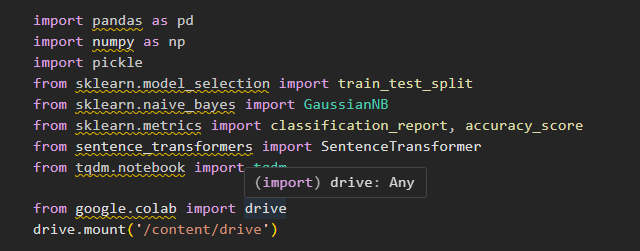 import pandas as pd
import numpy as np
import pickle
from sklearn.model_selection import train_test_split
from sklearn.naive_bayes import GaussianNB
from sklearn.metrics import classification_report, accuracy_score
from sentence_transformers import SentenceTransformer
from tqdm.notebook import tqdm
(import) drive: Any
from google.colab import drive
drive.mount('/content/drive')